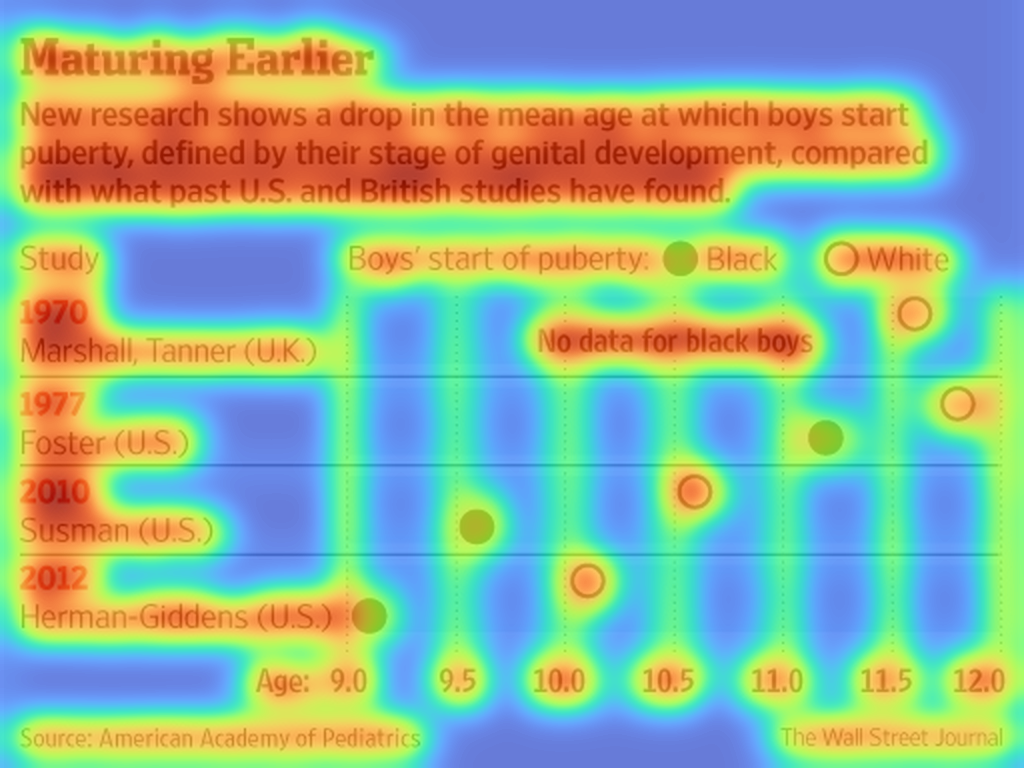 Maturing Earlier
New research shows a drop in the mean age at which boys start
puberty, defined by their stage of genital development, compared
with what past U.S. and British studies have found.
Study Boys’ start of puberty: Black White
1970
Marshall, Tanner (U.K.) No data for black boys
1977
Foster (U.S.)
2010
Susman (U.S.)
2012
Herman-Giddens (U.S.)
Age: 9.0 9.5 10.0 10.5 11.0 11.5 12.0
Source: American Academy of Pediatrics The Wall Street Journal